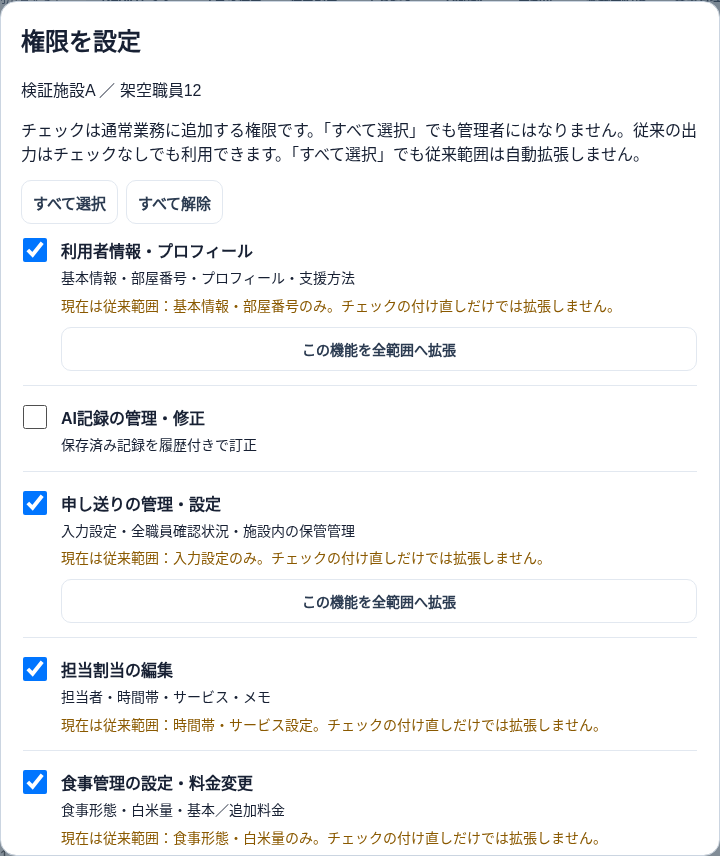 権限を設定
検証施設A ／ 架空職員12
チェックは通常業務に追加する権限です。「すべて選択」でも管理者にはなりません。従来の出
力はチェックなしでも利用できます。「すべて選択」でも従来範囲は自動拡張しません。
すべて選択 すべて解除
利用者情報・プロフィール
基本情報・部屋番号・プロフィール・支援方法
現在は従来範囲：基本情報・部屋番号のみ。チェックの付け直しだけでは拡張しません。
この機能を全範囲へ拡張
AI記録の管理・修正
保存済み記録を履歴付きで訂正
申し送りの管理・設定
入力設定・全職員確認状況・施設内の保管管理
現在は従来範囲：入力設定のみ。チェックの付け直しだけでは拡張しません。
この機能を全範囲へ拡張
担当割当の編集
担当者・時間帯・サービス・メモ
現在は従来範囲：時間帯・サービス設定。チェックの付け直しだけでは拡張しません。
食事管理の設定・料金変更
食事形態・白米量・基本／追加料金
現在は従来範囲：食事形態・白米量のみ。チェックの付け直しだけでは拡張しません。